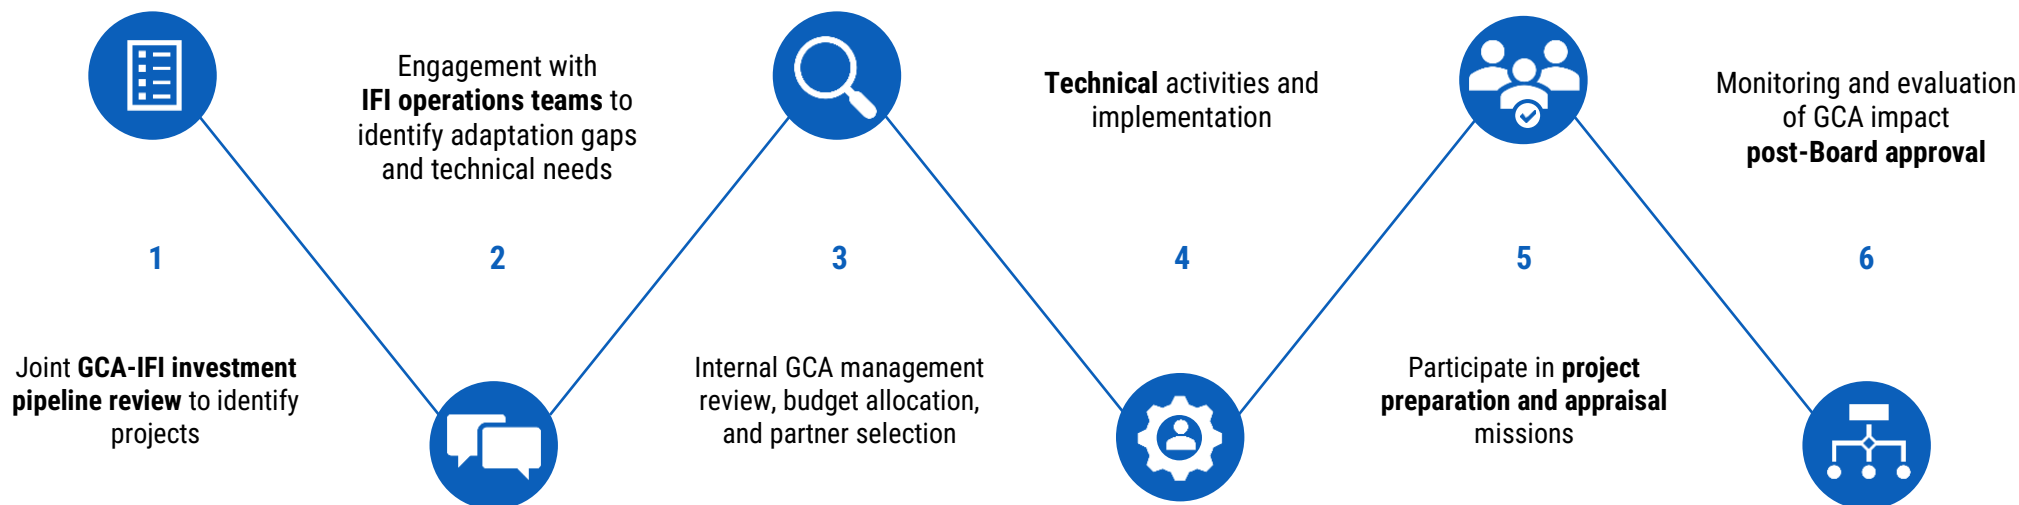 1
Joint GCA-IFI investment
pipeline review to identify
projects
Engagement with
IFI operations teams to
identify adaptation gaps
and technical needs
2
3
Internal GCA management
review, budget allocation,
and partner selection
Technical activities and
implementation
4
5
Participate in project
preparation and appraisal
missions
Monitoring and evaluation
of GCA impact
post-Board approval
6